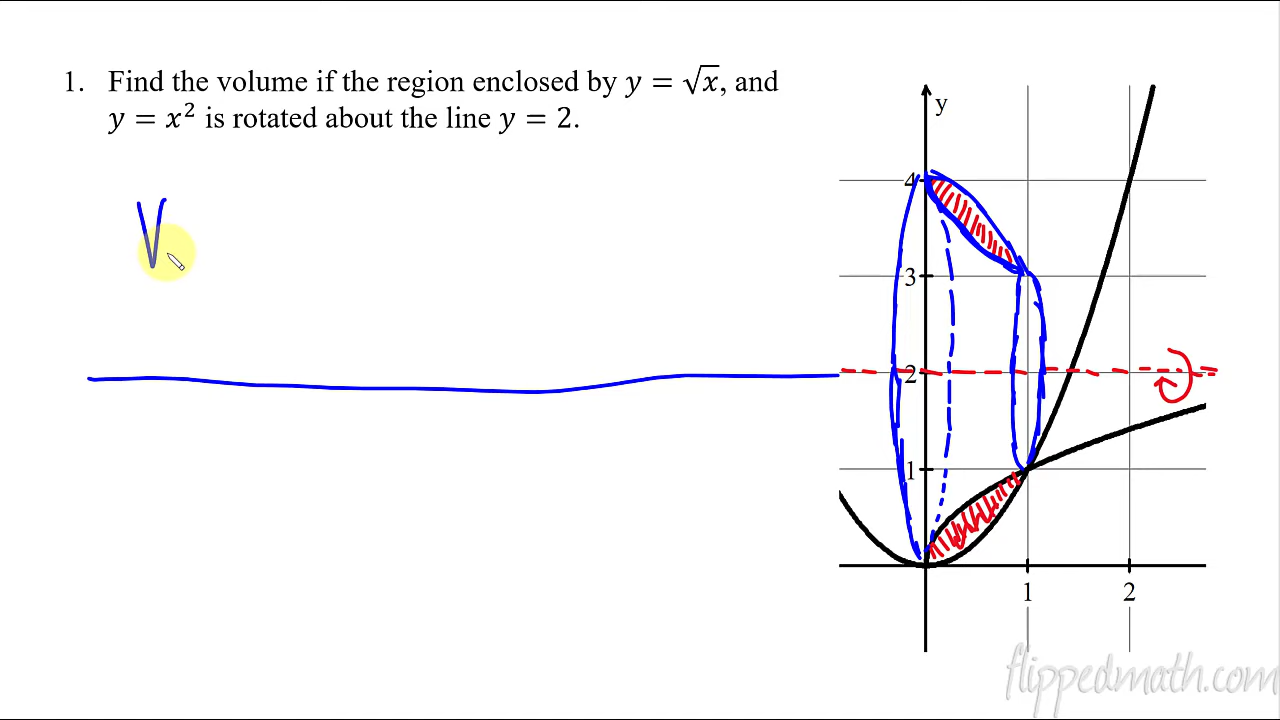 1. Find the volume if the region enclosed by y = √x, and
y = x² is rotated about the line y = 2.
V
y
4
3
2
1
1 2
flippedmath.com